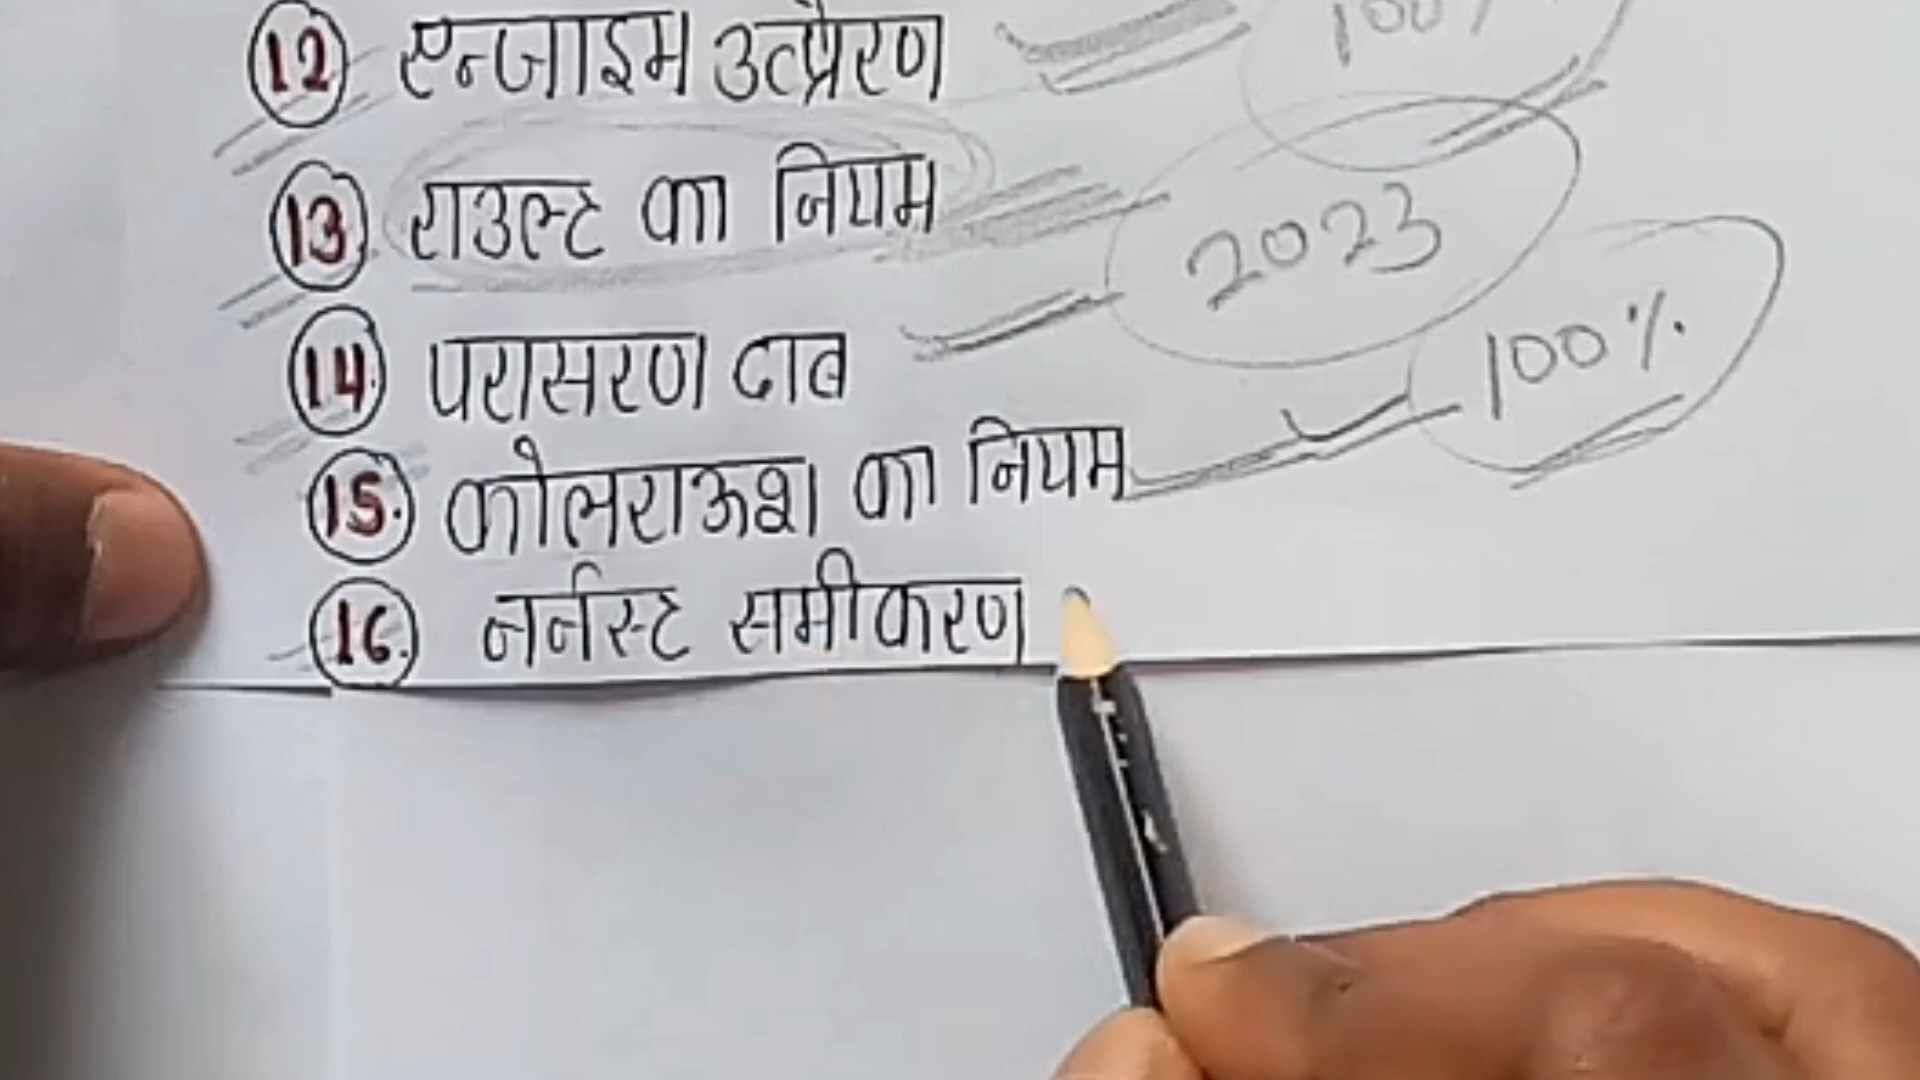 12 एन्जाइम उत्प्रेरण 100%
13 राउल्ट का नियम 2023
14. परासरण दाब 100%
15. कोलराऊश का नियम
16. नर्नस्ट समीकरण